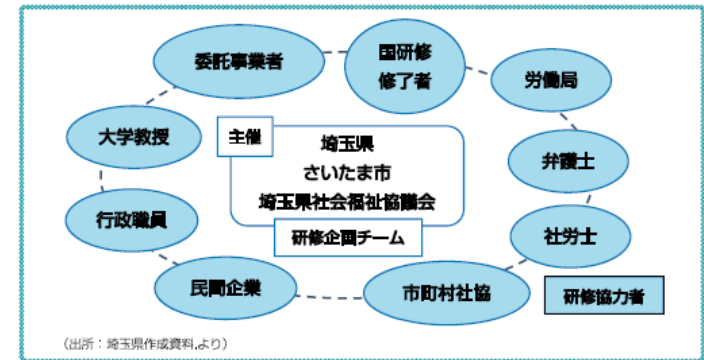 委託事業者
国研修
修了者
労働局
大学教授
主催
埼玉県
さいたま市
埼玉県社会福祉協議会
研修企画チーム
弁護士
行政職員
社労士
民間企業
市町村社協
研修協力者
(出所:埼玉県作成資料より)